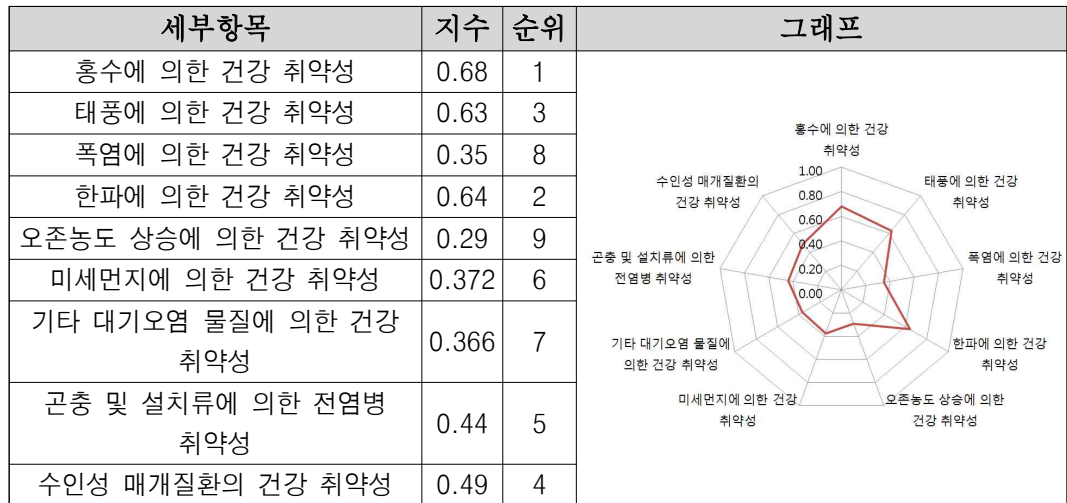 세부항목 지수 순위 그래프
홍수에 의한 건강 취약성 0.68 1
태풍에 의한 건강 취약성 0.63 3
폭염에 의한 건강 취약성 0.35 8
한파에 의한 건강 취약성 0.64 2
오존농도 상승에 의한 건강 취약성 0.29 9
미세먼지에 의한 건강 취약성 0.372 6
기타 대기오염 물질에 의한 건강
취약성 0.366 7
곤충 및 설치류에 의한 전염병
취약성 0.44 5
수인성 매개질환의 건강 취약성 0.49 4
홍수에 의한 건강
취약성
태풍에 의한 건강
취약성
폭염에 의한 건강
취약성
한파에 의한 건강
취약성
오존농도 상승에 의한
건강 취약성
미세먼지에 의한 건강
취약성
기타 대기오염 물질에
의한 건강 취약성
곤충 및 설치류에 의한
전염병 취약성
수인성 매개질환의
건강 취약성
1.00
0.80
0.60
0.40
0.20
0.00